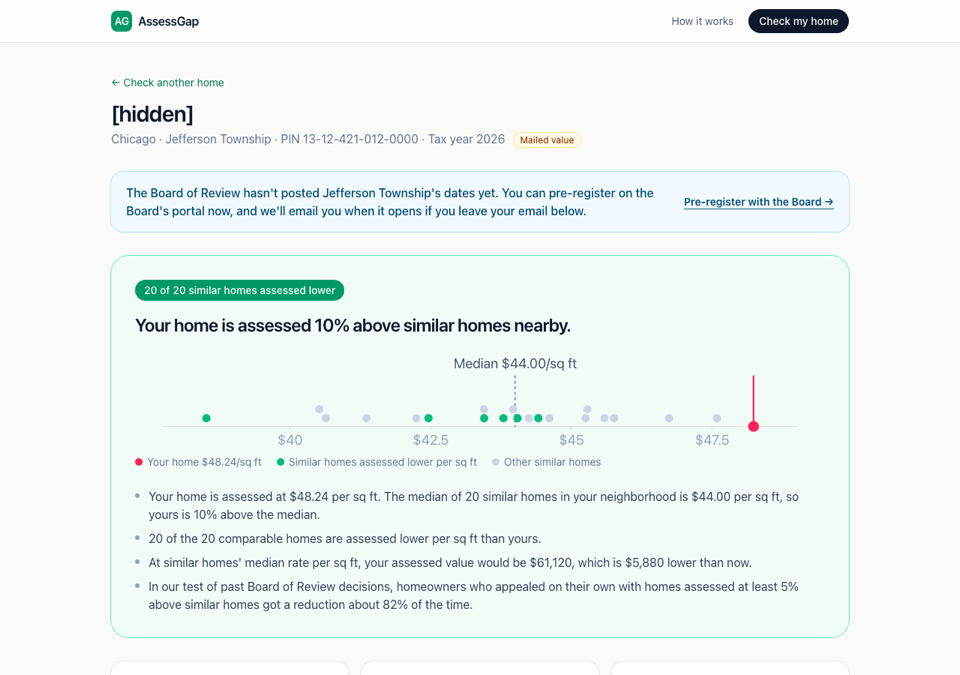 AG AssessGap
How it works
Check my home
← Check another home
[hidden]
Chicago · Jefferson Township · PIN 13-12-421-012-0000 · Tax year 2026 Mailed value
The Board of Review hasn't posted Jefferson Township's dates yet. You can pre-register on the
Board's portal now, and we'll email you when it opens if you leave your email below.
Pre-register with the Board →
20 of 20 similar homes assessed lower
Your home is assessed 10% above similar homes nearby.
Median $44.00/sq ft
$40 $42.5 $45 $47.5
Your home $48.24/sq ft Similar homes assessed lower per sq ft Other similar homes
• Your home is assessed at $48.24 per sq ft. The median of 20 similar homes in your neighborhood is $44.00 per sq ft, so
yours is 10% above the median.
• 20 of the 20 comparable homes are assessed lower per sq ft than yours.
• At similar homes' median rate per sq ft, your assessed value would be $61,120, which is $5,880 lower than now.
• In our test of past Board of Review decisions, homeowners who appealed on their own with homes assessed at least 5%
above similar homes got a reduction about 82% of the time.